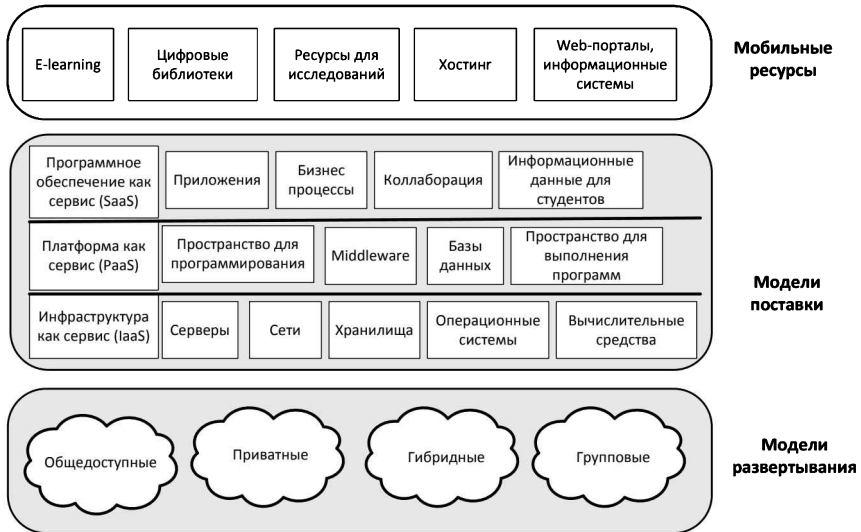 E-learning
Цифровые
библиотеки
Ресурсы для
исследований
Хостинг
Web-порталы,
информационные
системы
Мобильные
ресурсы
Программное
обеспечение как
сервис (SaaS)
Приложения
Бизнес
процессы
Коллаборация
Информационные
данные для
студентов
Платформа как
сервис (PaaS)
Пространство для
программирования
Middleware
Базы
данных
Пространство для
выполнения
программ
Инфраструктура
как сервис (IaaS)
Серверы
Сети
Хранилища
Операционные
системы
Вычислительные
средства
Модели
поставки
Общедоступные
Приватные
Гибридные
Групповые
Модели
развертывания